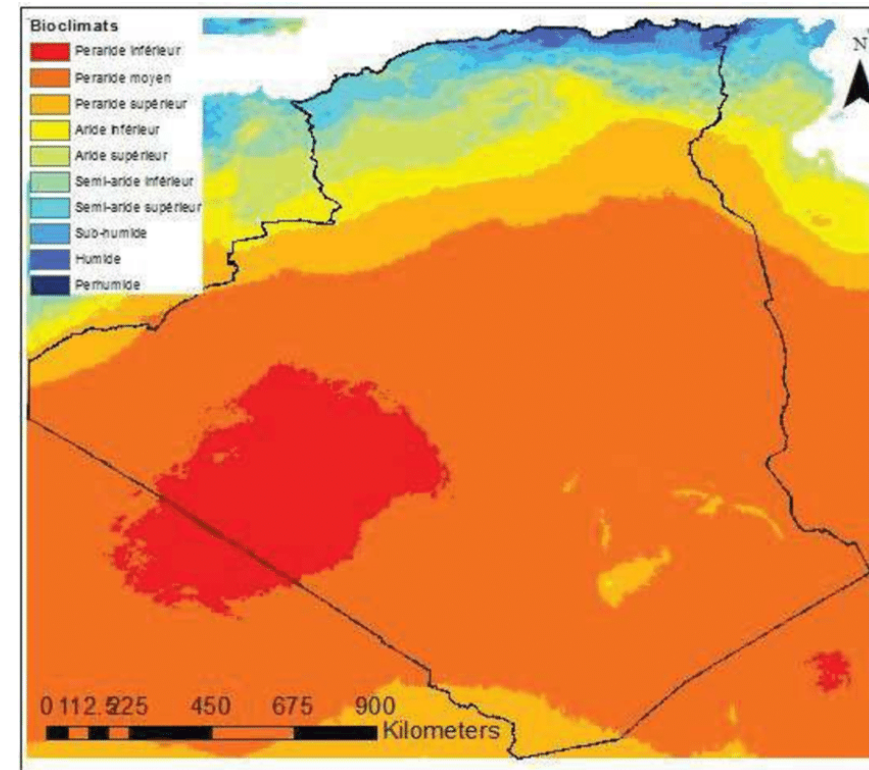 Bioclimats
Peraride inférieur
Peraride moyen
Peraride supérieur
Aride inférieur
Aride supérieur
Semi-aride inférieur
Semi-aride supérieur
Sub-humide
Humide
Perhumide
N
0 112.5 225 450 675 900
Kilometers